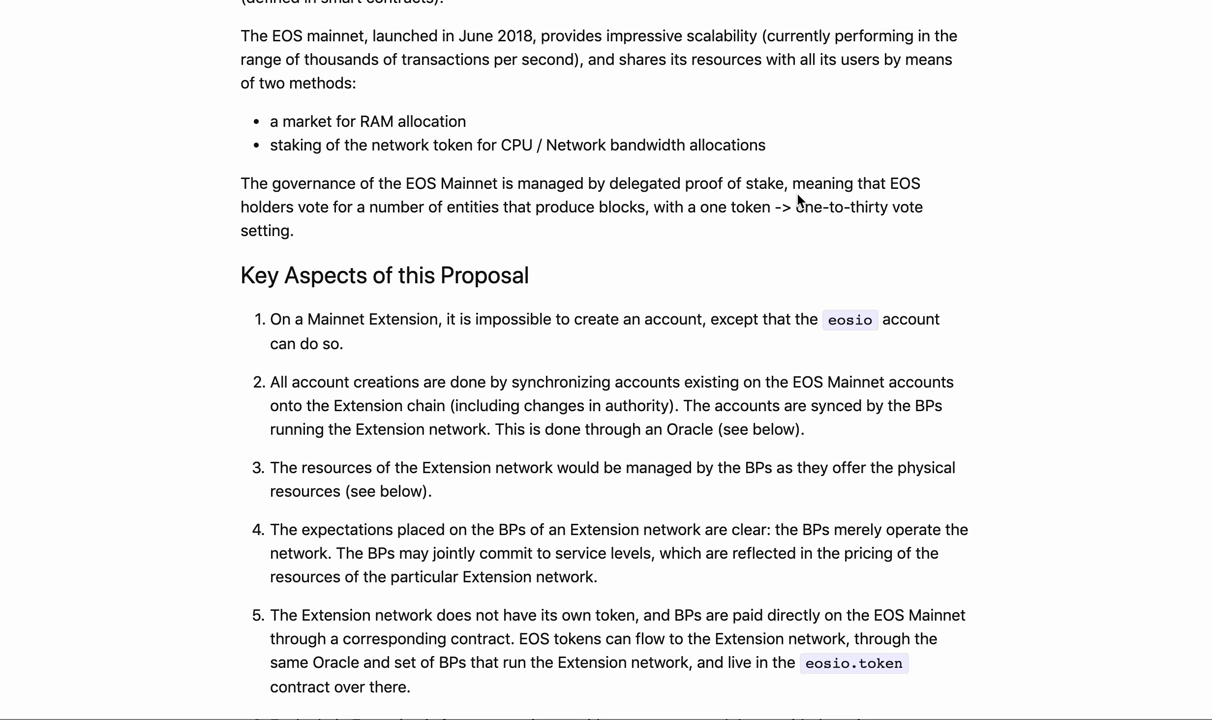 (defined in smart contracts).
The EOS mainnet, launched in June 2018, provides impressive scalability (currently performing in the
range of thousands of transactions per second), and shares its resources with all its users by means
of two methods:
• a market for RAM allocation
• staking of the network token for CPU / Network bandwidth allocations
The governance of the EOS Mainnet is managed by delegated proof of stake, meaning that EOS
holders vote for a number of entities that produce blocks, with a one token -> one-to-thirty vote
setting.
Key Aspects of this Proposal
1. On a Mainnet Extension, it is impossible to create an account, except that the eosio account
can do so.
2. All account creations are done by synchronizing accounts existing on the EOS Mainnet accounts
onto the Extension chain (including changes in authority). The accounts are synced by the BPs
running the Extension network. This is done through an Oracle (see below).
3. The resources of the Extension network would be managed by the BPs as they offer the physical
resources (see below).
4. The expectations placed on the BPs of an Extension network are clear: the BPs merely operate the
network. The BPs may jointly commit to service levels, which are reflected in the pricing of the
resources of the particular Extension network.
5. The Extension network does not have its own token, and BPs are paid directly on the EOS Mainnet
through a corresponding contract. EOS tokens can flow to the Extension network, through the
same Oracle and set of BPs that run the Extension network, and live in the eosio.token
contract over there.